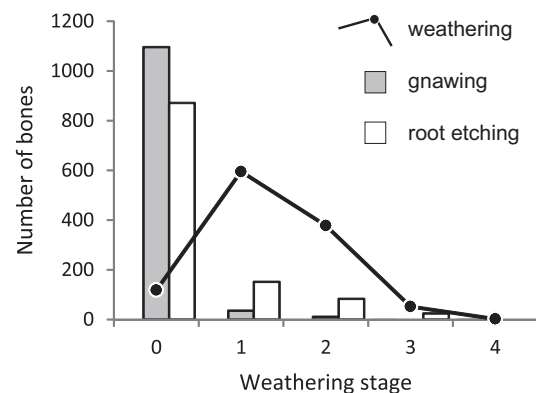 1200
1000
800
600
400
200
0
Number of bones
weathering
gnawing
root etching
0 1 2 3 4
Weathering stage